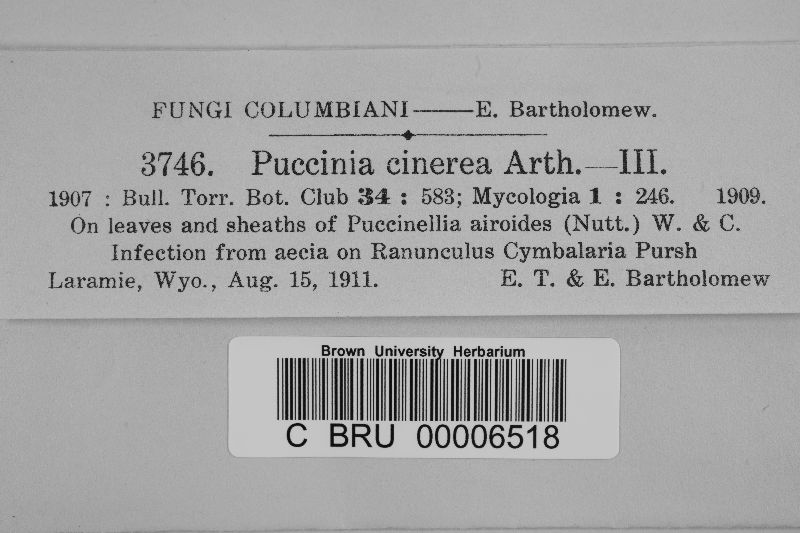 FUNGI COLUMBIANI——E. Bartholomew.
3746. Puccinia cinerea Arth.—III.
1907 : Bull. Torr. Bot. Club 34 : 583; Mycologia 1 : 246. 1909.
On leaves and sheaths of Puccinellia airoides (Nutt.) W. & C.
Infection from aecia on Ranunculus Cymbalaria Pursh
Laramie, Wyo., Aug. 15, 1911. E. T. & E. Bartholomew
Brown University Herbarium
C BRU 00006518